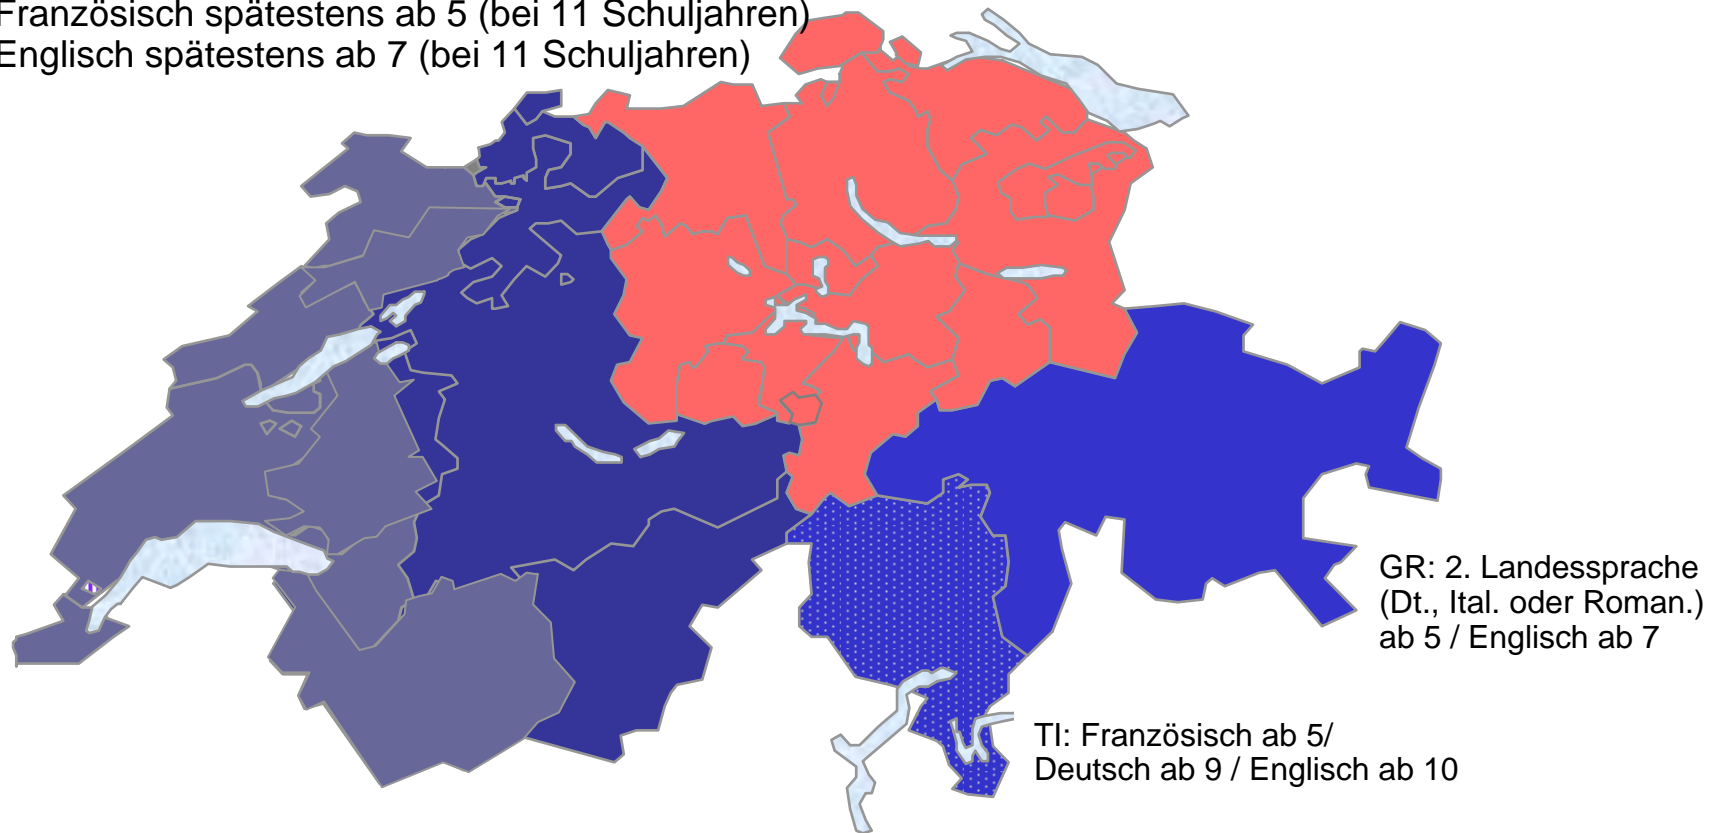 Französisch spätestens ab 5 (bei 11 Schuljahren)
Englisch spätestens ab 7 (bei 11 Schuljahren)
GR: 2. Landessprache
(Dt., Ital. oder Roman.)
ab 5 / Englisch ab 7
TI: Französisch ab 5/
Deutsch ab 9 / Englisch ab 10